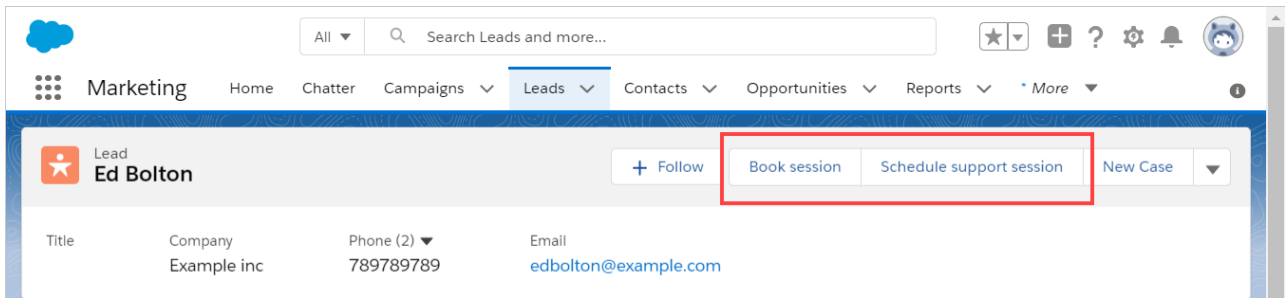 All Search Leads and more...
Marketing Home Chatter Campaigns Leads Contacts Opportunities Reports * More
Lead
Ed Bolton
+ Follow Book session Schedule support session New Case
Title Company Phone (2) Email
Example inc 789789789 edbolton@example.com